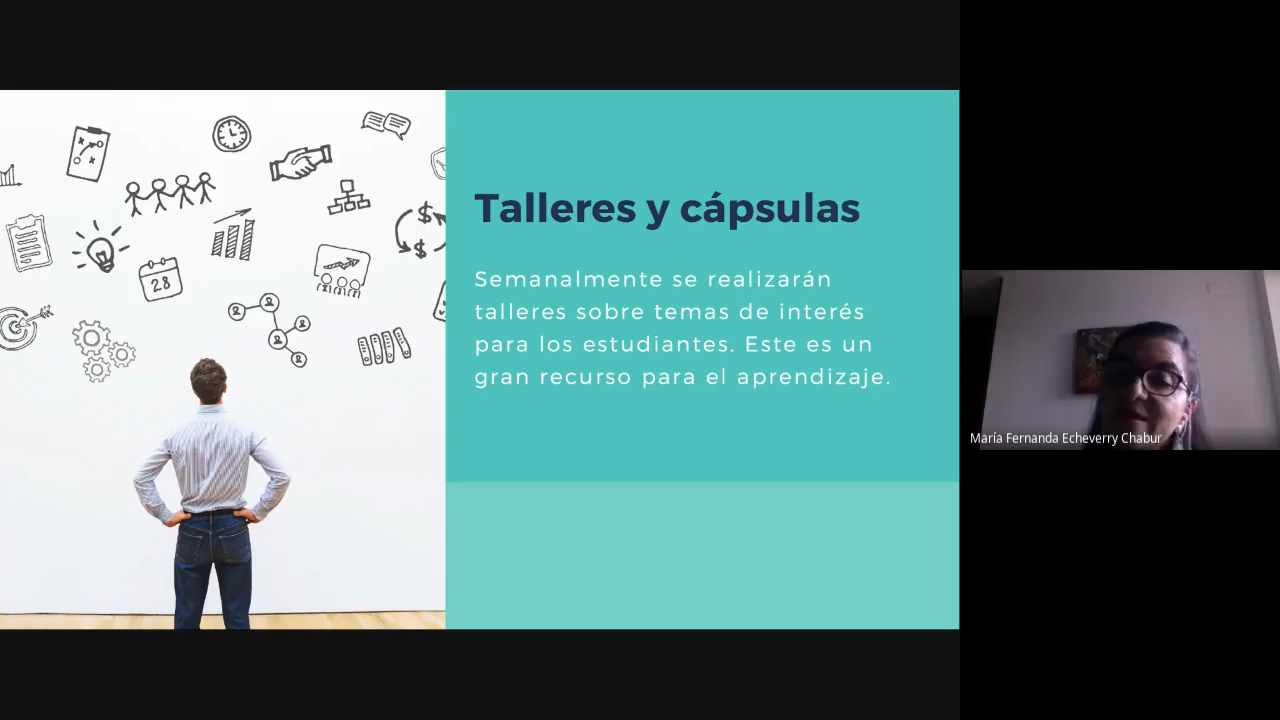 Talleres y cápsulas
Semanalmente se realizarán
talleres sobre temas de interés
para los estudiantes. Este es un
gran recurso para el aprendizaje.
28
$
$
María Fernanda Echeverry Chabur